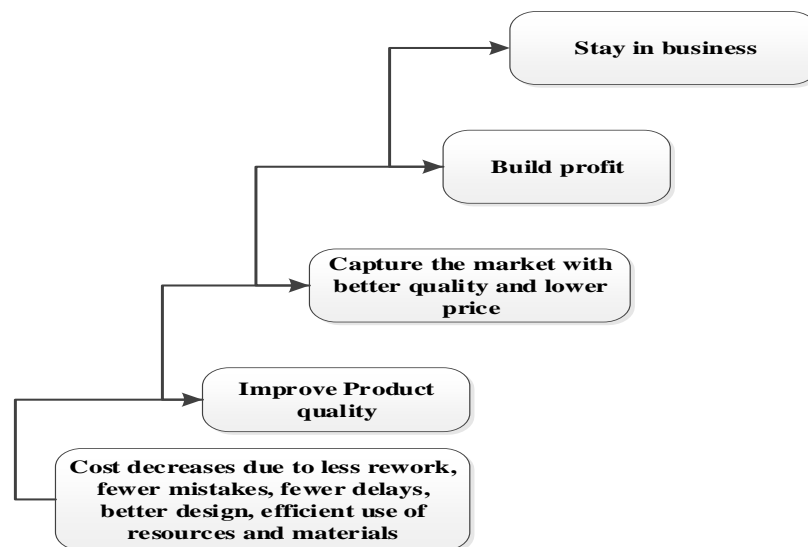 Stay in business
Build profit
Capture the market with
better quality and lower
price
Improve Product
quality
Cost decreases due to less rework,
fewer mistakes, fewer delays,
better design, efficient use of
resources and materials